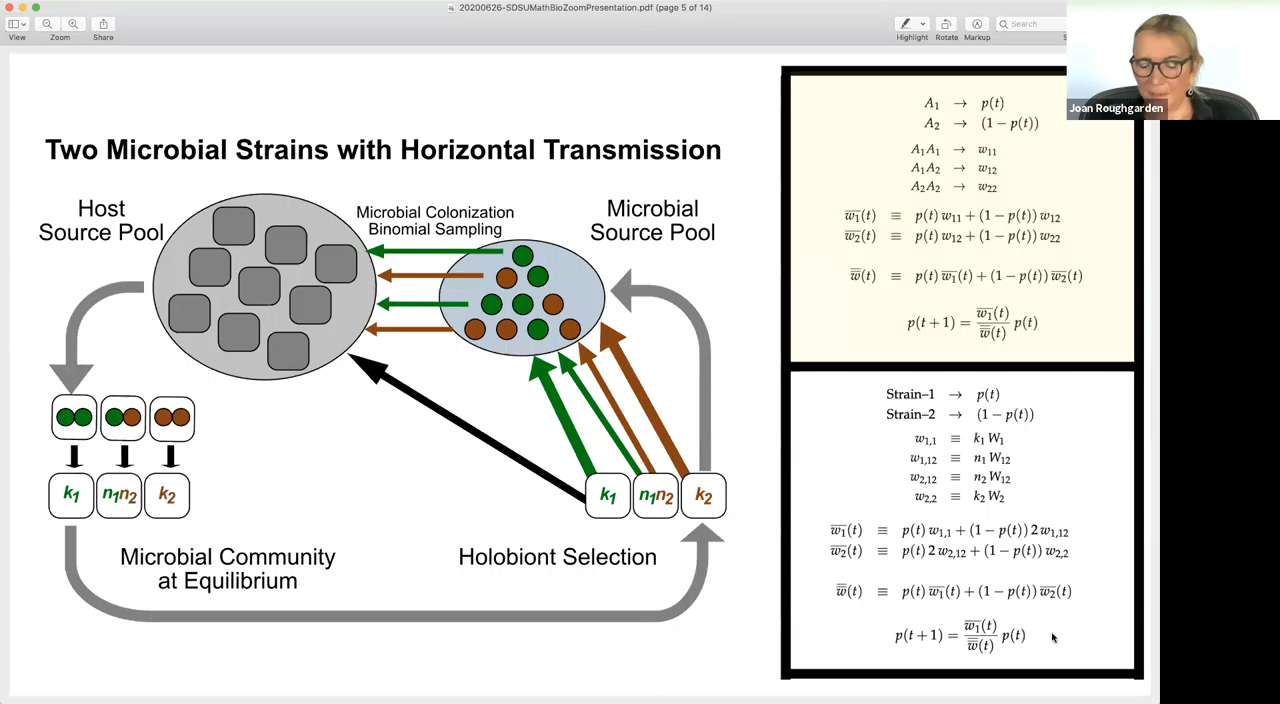 20200626-SDSUMathBioZoomPresentation.pdf (page 5 of 14)
View Zoom Share Highlight Rotate Markup Search
Joan Roughgarden
Two Microbial Strains with Horizontal Transmission
Host
Source Pool
Microbial Colonization
Binomial Sampling
Microbial
Source Pool
k₁ n₁n₂ k₂
k₁ n₁n₂ k₂
Microbial Community
at Equilibrium
Holobiont Selection
A₁ → p(t)
A₂ → (1 − p(t))
A₁A₁ → w₁₁
A₁A₂ → w₁₂
A₂A₂ → w₂₂
w̅₁(t) ≡ p(t) w₁₁ + (1 − p(t)) w₁₂
w̅₂(t) ≡ p(t) w₁₂ + (1 − p(t)) w₂₂
w̿(t) ≡ p(t) w̅₁(t) + (1 − p(t)) w̅₂(t)
p(t + 1) = w̅₁(t) / w̿(t) p(t)
Strain–1 → p(t)
Strain–2 → (1 − p(t))
w₁,₁ ≡ k₁ W₁
w₁,₁₂ ≡ n₁ W₁₂
w₂,₁₂ ≡ n₂ W₁₂
w₂,₂ ≡ k₂ W₂
w̅₁(t) ≡ p(t) w₁,₁ + (1 − p(t)) 2 w₁,₁₂
w̅₂(t) ≡ p(t) 2 w₂,₁₂ + (1 − p(t)) w₂,₂
w̿(t) ≡ p(t) w̅₁(t) + (1 − p(t)) w̅₂(t)
p(t + 1) = w̅₁(t) / w̿(t) p(t)